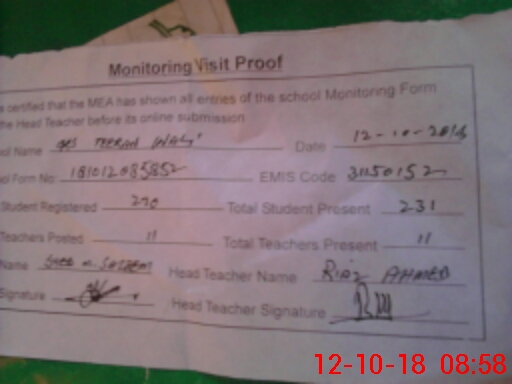 Monitoring Visit Proof
s certified that the MEA has shown all entries of the school Monitoring Form
the Head Teacher before its online submission
ool Name Date 12-10-2018
ool Form No 181012085852 EMIS Code 31150152
Student Registered 270 Total Student Present 231
Teachers Posted 11 Total Teachers Present 11
Name Head Teacher Name Riaz AHMED
Signature Head Teacher Signature
12-10-18 08:58